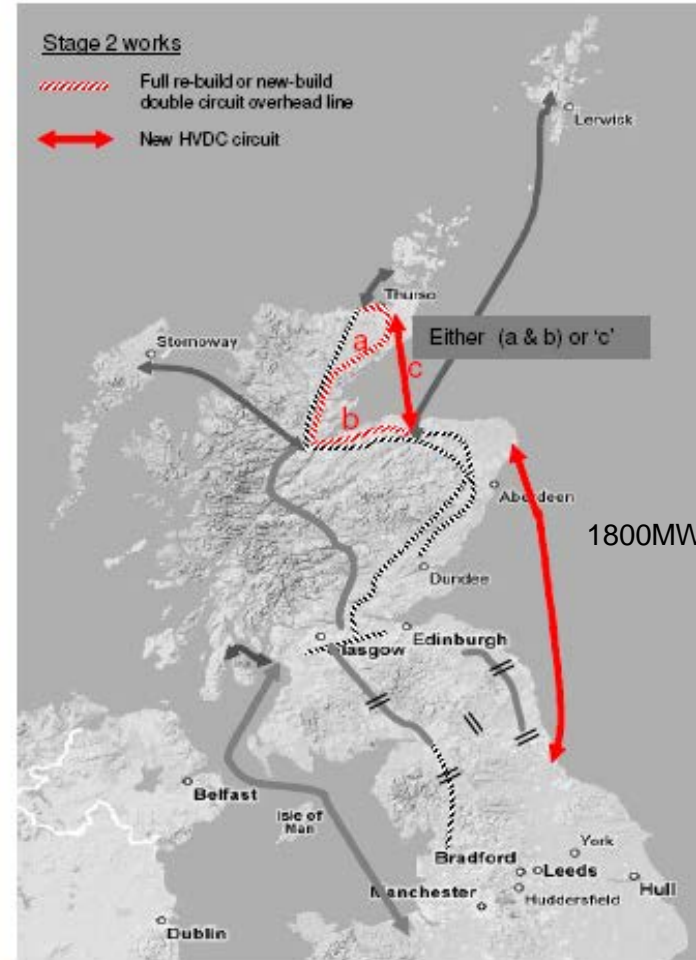 Stage 2 works
Full re-build or new-build
double circuit overhead line
New HVDC circuit
Lerwick
Thurso
Stornoway
Either (a & b) or 'c'
a
c
b
Aberdeen
1800MW
Dundee
Edinburgh
Glasgow
Belfast
Isle of
Man
York
Bradford
Leeds
Hull
Manchester
Huddersfield
Dublin